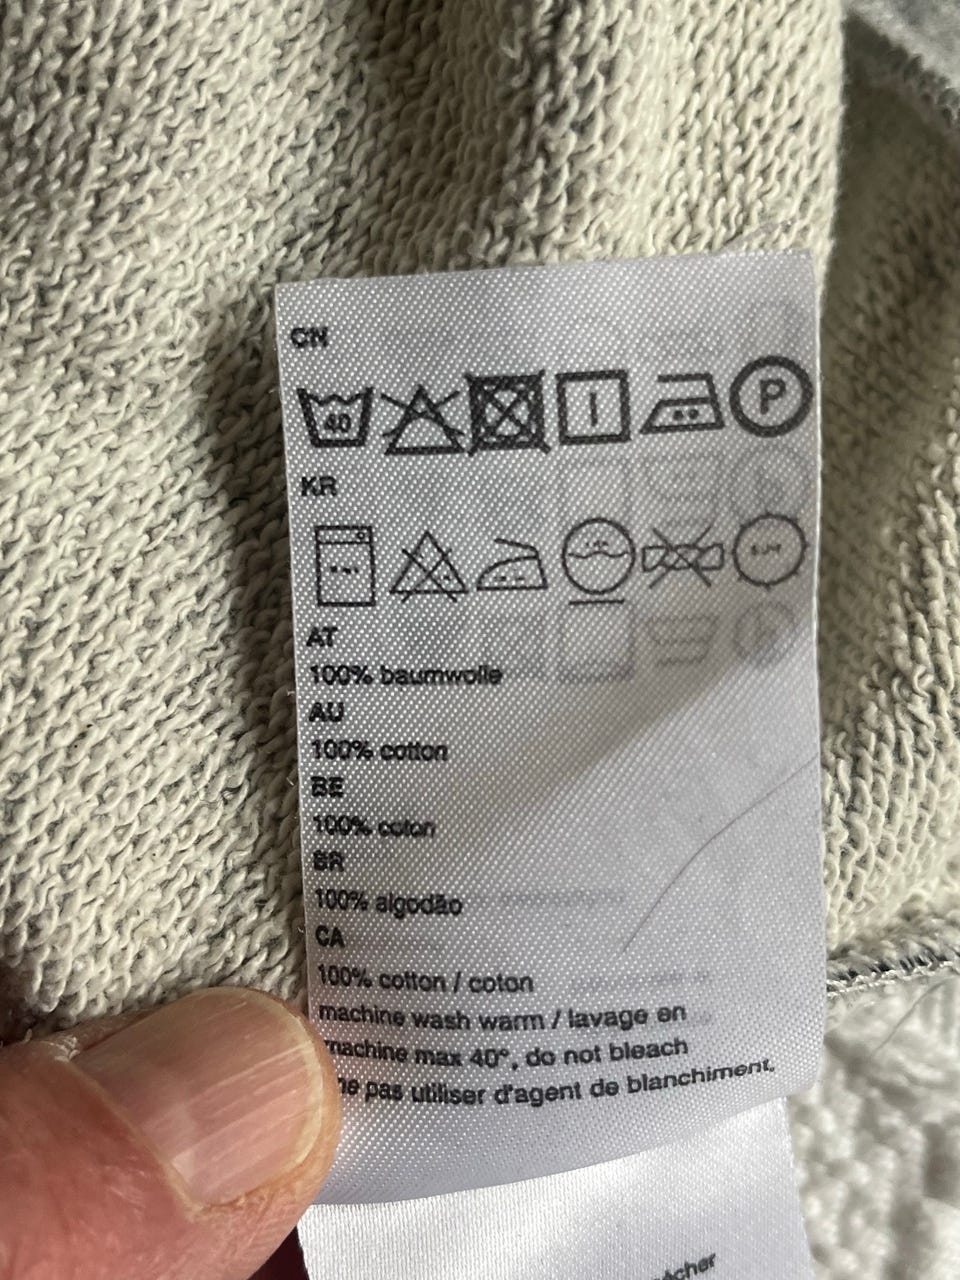 CN
40 P
KR
AT
100% baumwolle
AU
100% cotton
BE
100% coton
BR
100% algodão
CA
100% cotton / coton
machine wash warm / lavage en
machine max 40°, do not bleach
ne pas utiliser d'agent de blanchiment.